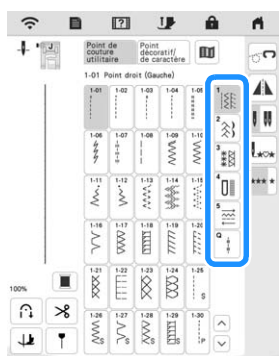 J
Point de
couture
utilitaire
Point
décoratif/
de caractère
1-01 Point droit (Gauche)
1-01 1-02 1-03 1-04 1-05
1
2
1-06 1-07 1-08 1-09 1-10
3
1-11 1-12 1-13 1-14 1-15
4
5
1-16 1-17 1-18 1-19 1-20
Q
1-21 1-22 1-23 1-24 1-25
S
100%
1-26 1-27 1-28 1-29 1-30
S S S S P